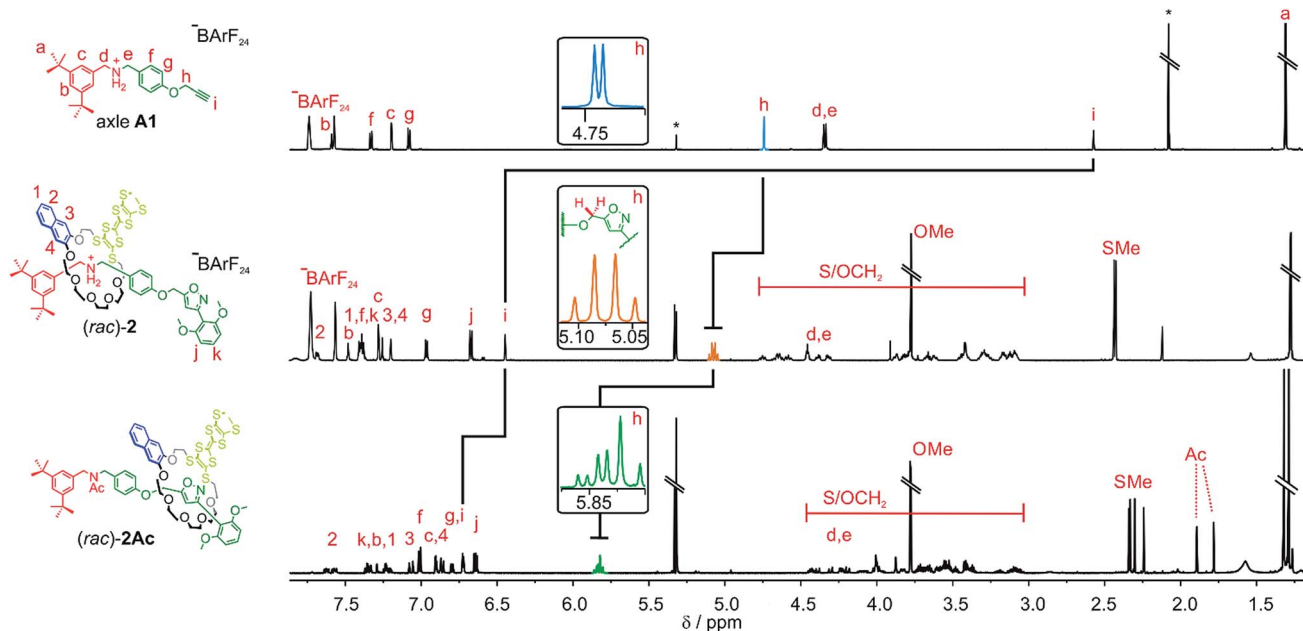 ⁻BArF₂₄
a
c
d
e
f
g
h
i
b
N
+
H₂
O
axle A1
h
4.75
⁻BArF₂₄
b
f
c
g
*
h
d,e
i
*
a
1
2
3
4
O
O
S
S
S
S
S
S
S
⁻BArF₂₄
N
+
H₂
O
O
O
O
O
O
N
O
O
j
k
(rac)-2
h
H
H
O
O
N
5.10
5.05
⁻BArF₂₄
2
b
1,f,k
c
3,4
g
j
i
d,e
S/OCH₂
OMe
SMe
O
O
S
S
S
S
S
S
S
N
Ac
O
O
N
O
O
O
O
O
O
(rac)-2Ac
h
5.85
2
k,b,1
3
f
c,4
g,i
j
S/OCH₂
d,e
OMe
SMe
Ac
7.5 7.0 6.5 6.0 5.5 5.0 4.5 4.0 3.5 3.0 2.5 2.0 1.5
δ / ppm